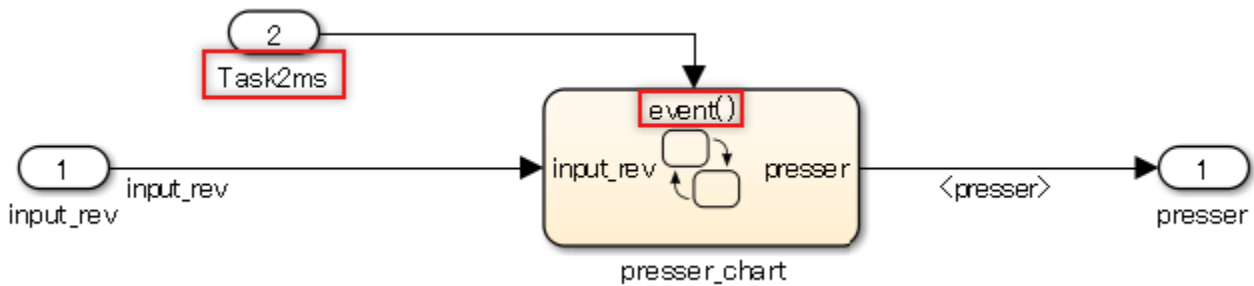 2
Task2ms
event()
1
input_rev
input_rev
input_rev
presser
<presser>
1
presser
presser_chart